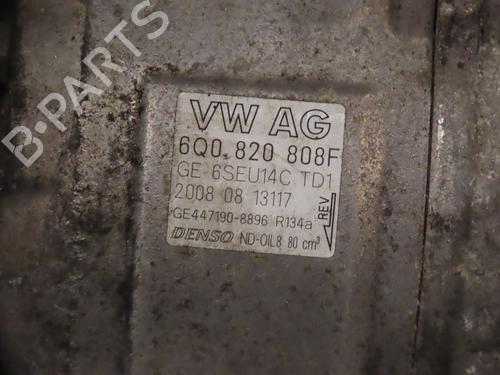 B-PARTS
VW AG
6Q0.820 808F
GE 6SEU14C TD1
2008 08 13117
GE447190-8896 R134a
REV
DENSO ND-OIL8 80 cm³